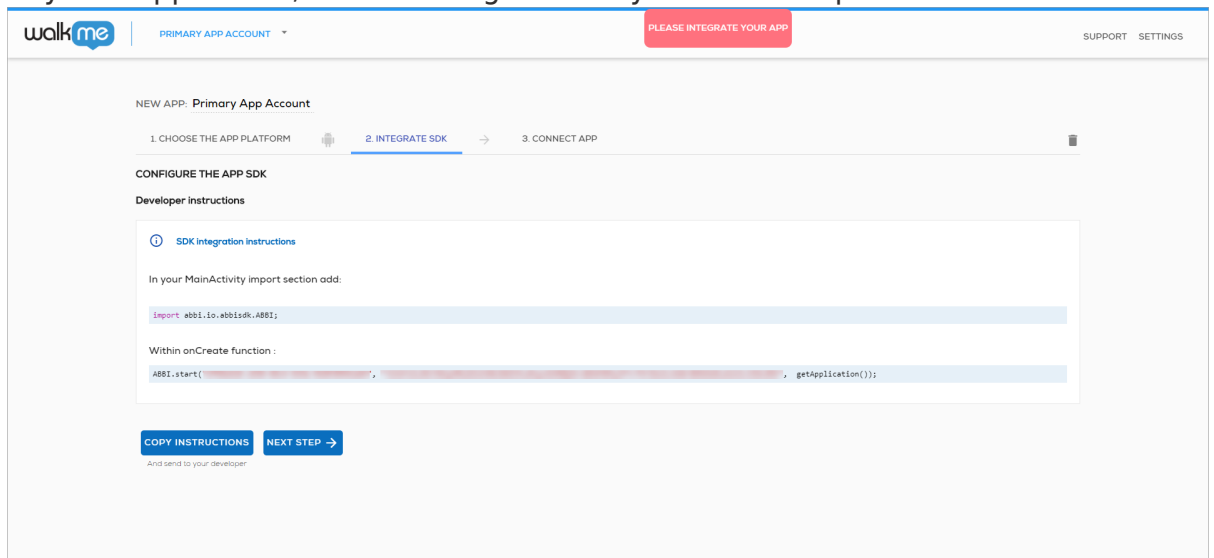 walkme
PRIMARY APP ACCOUNT
PLEASE INTEGRATE YOUR APP
SUPPORT SETTINGS
NEW APP: Primary App Account
1. CHOOSE THE APP PLATFORM 2. INTEGRATE SDK → 3. CONNECT APP
CONFIGURE THE APP SDK
Developer instructions
SDK integration instructions
In your MainActivity import section add:
import abbi.io.abbisdk.ABBI;
Within onCreate function :
ABBI.start(" ", " ", getApplication());
COPY INSTRUCTIONS NEXT STEP →
And send to your developer